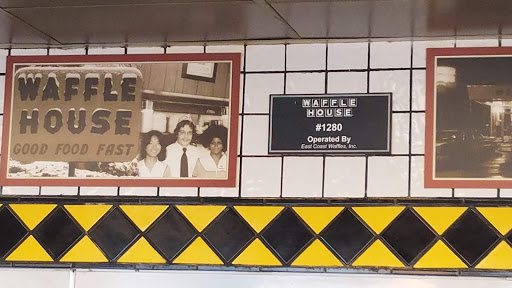 WAFFLE
HOUSE
GOOD FOOD FAST
WAFFLE
HOUSE
#1280
Operated By
East Coast Waffles, Inc.